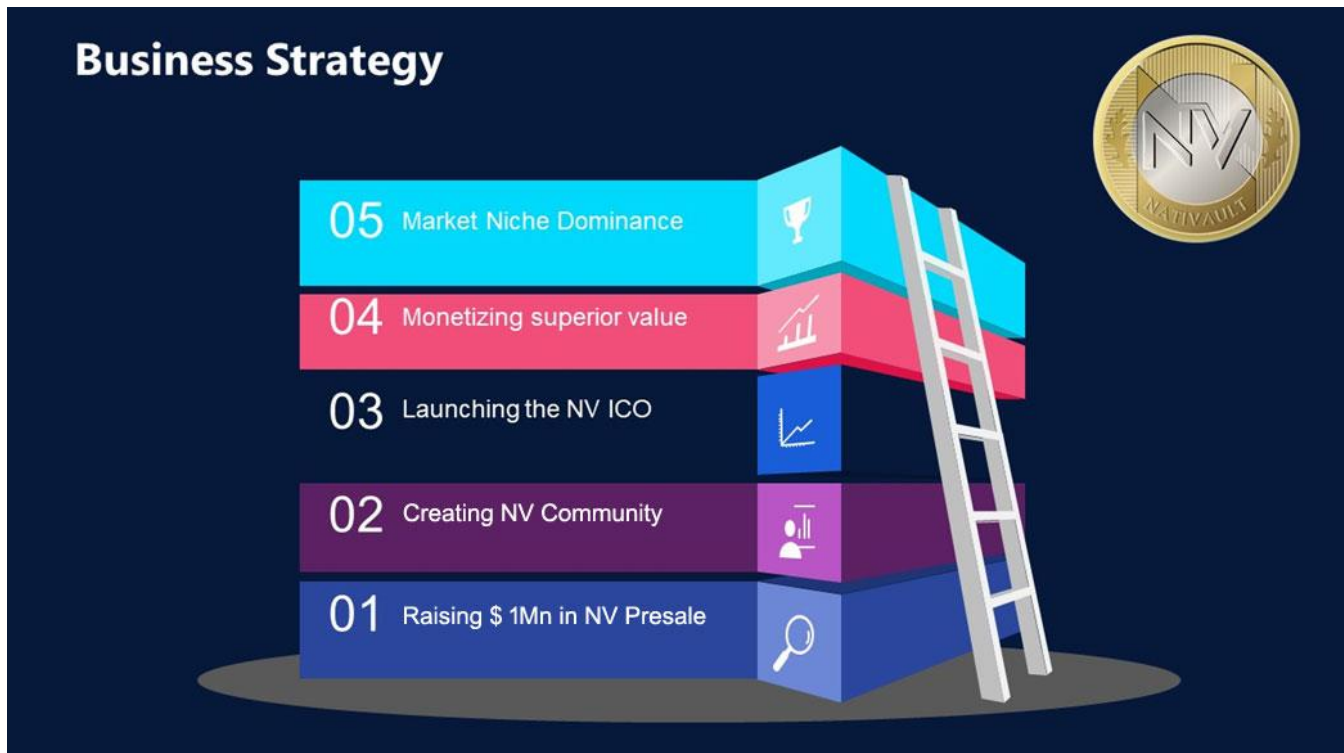 Business Strategy
NV
NATIVAULT
05 Market Niche Dominance
04 Monetizing superior value
03 Launching the NV ICO
02 Creating NV Community
01 Raising $ 1Mn in NV Presale